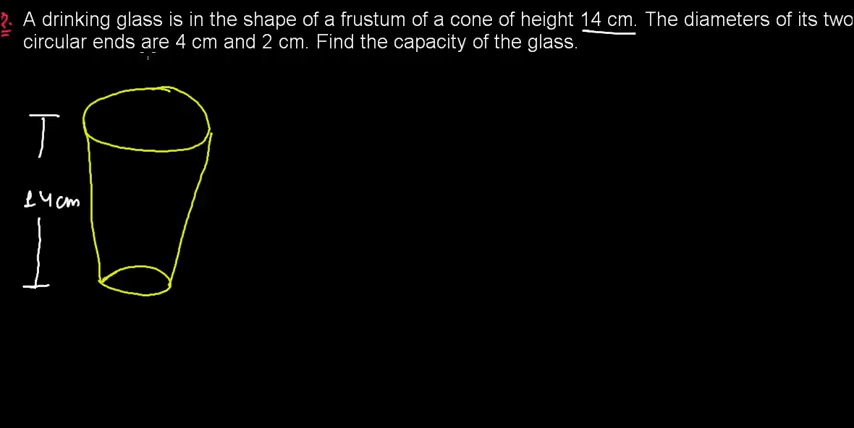 ?. A drinking glass is in the shape of a frustum of a cone of height 14 cm. The diameters of its two
circular ends are 4 cm and 2 cm. Find the capacity of the glass.
14cm